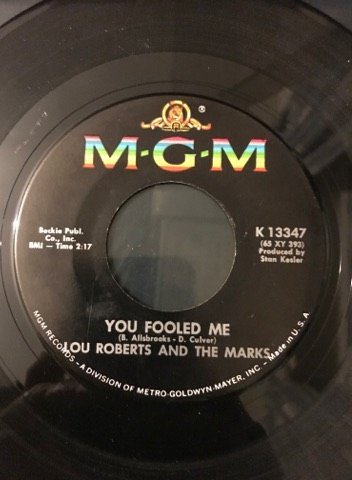 ®
M·G·M
Beckie Publ.
Co., Inc.
BMI — Time 2:17
K 13347
(65 XY 393)
Produced by
Stan Kesler
YOU FOOLED ME
(B. Allsbrooks - D. Culver)
LOU ROBERTS AND THE MARKS
MGM RECORDS - A DIVISION OF METRO-GOLDWYN-MAYER, INC. - Made in U.S.A.